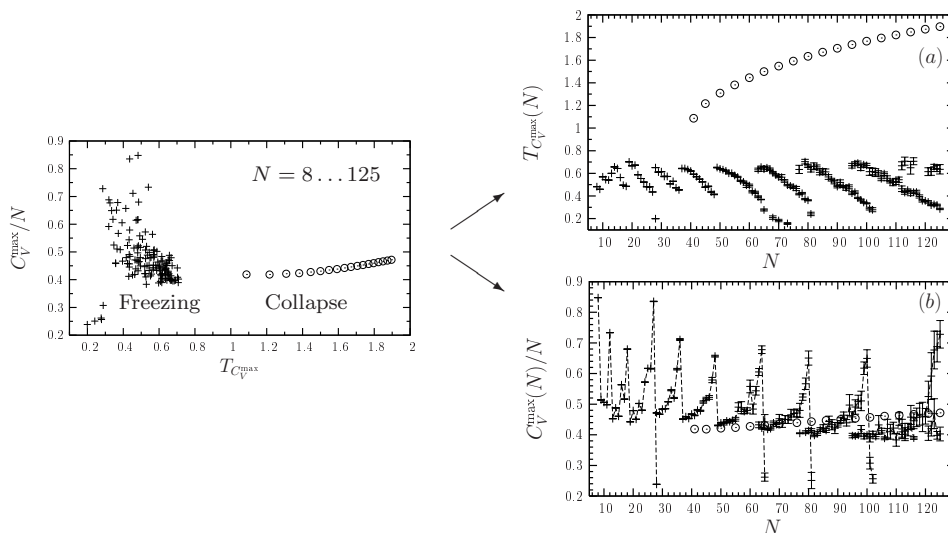 0.9
0.8
0.7
0.6
0.5
0.4
0.3
0.2
C_V^max/N
N = 8 . . . 125
Freezing
Collapse
0.2 0.4 0.6 0.8 1 1.2 1.4 1.6 1.8 2
T_{C_V^max}
2
1.8
1.6
1.4
1.2
1
0.8
0.6
0.4
0.2
T_{C_V^max}(N)
(a)
10 20 30 40 50 60 70 80 90 100 110 120
N
0.9
0.8
0.7
0.6
0.5
0.4
0.3
0.2
C_V^max(N)/N
(b)
10 20 30 40 50 60 70 80 90 100 110 120
N